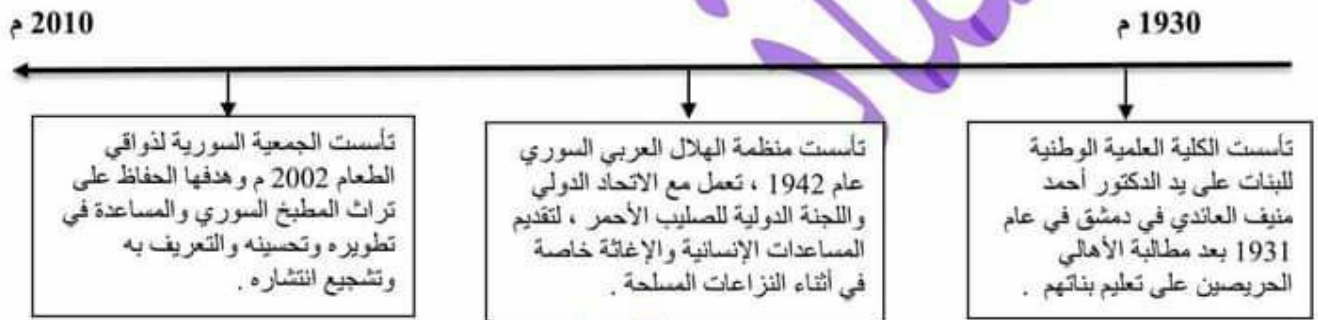 1930 م
2010 م
تأسست الكلية العلمية الوطنية
للبنات على يد الدكتور أحمد
منيف العائدي في دمشق في عام
1931 بعد مطالبة الأهالي
الحريصين على تعليم بناتهم .
تأسست منظمة الهلال العربي السوري
عام 1942 ، تعمل مع الاتحاد الدولي
واللجنة الدولية للصليب الأحمر ، لتقديم
المساعدات الإنسانية والإغاثة خاصة
في أثناء النزاعات المسلحة .
تأسست الجمعية السورية لذواقي
الطعام 2002 م وهدفها الحفاظ على
تراث المطبخ السوري والمساعدة في
تطويره وتحسينه والتعريف به
وتشجيع انتشاره .